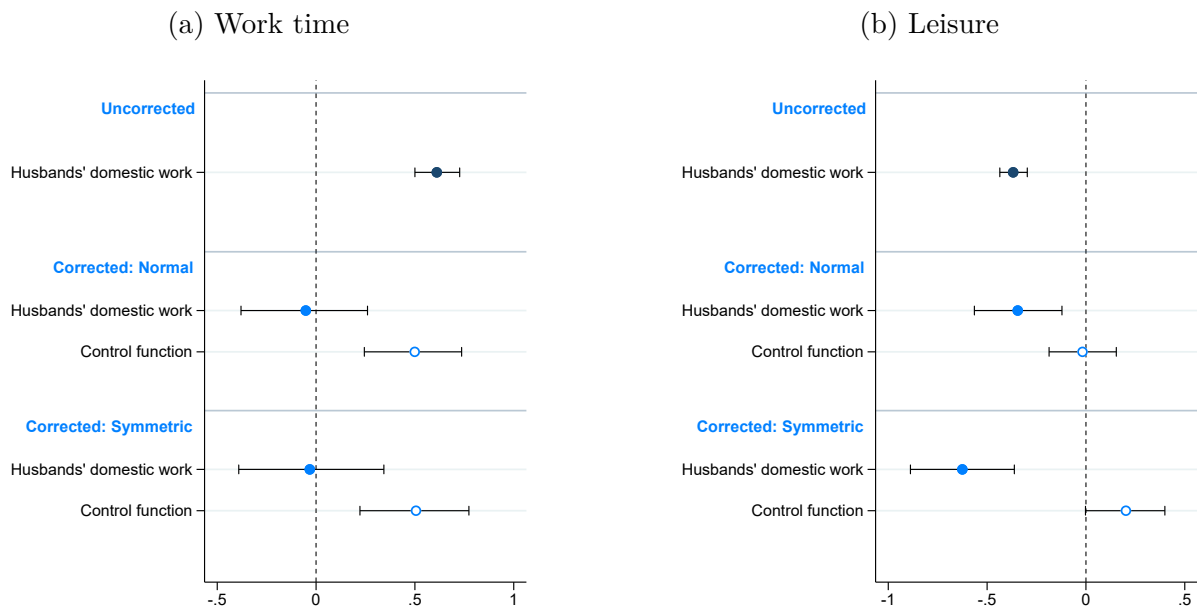 (a) Work time
Uncorrected
Husbands' domestic work
Corrected: Normal
Husbands' domestic work
Control function
Corrected: Symmetric
Husbands' domestic work
Control function
-.5 0 .5 1
(b) Leisure
Uncorrected
Husbands' domestic work
Corrected: Normal
Husbands' domestic work
Control function
Corrected: Symmetric
Husbands' domestic work
Control function
-1 -.5 0 .5